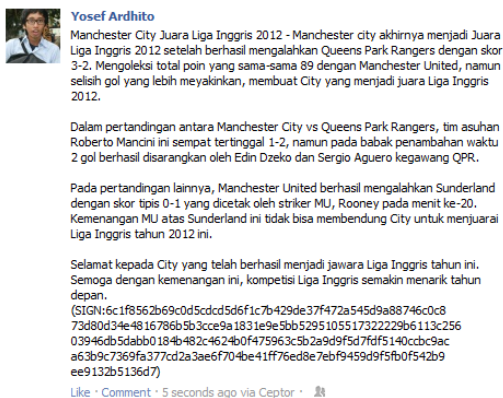 Yosef Ardhito
Manchester City Juara Liga Inggris 2012 - Manchester city akhirnya menjadi Juara
Liga Inggris 2012 setelah berhasil mengalahkan Queens Park Rangers dengan skor
3-2. Mengoleksi total poin yang sama-sama 89 dengan Manchester United, namun
selisih gol yang lebih meyakinkan, membuat City yang menjadi juara Liga Inggris
2012.
Dalam pertandingan antara Manchester City vs Queens Park Rangers, tim asuhan
Roberto Mancini ini sempat tertinggal 1-2, namun pada babak penambahan waktu
2 gol berhasil disarangkan oleh Edin Dzeko dan Sergio Aguero kegawang QPR.
Pada pertandingan lainnya, Manchester United berhasil mengalahkan Sunderland
dengan skor tipis 0-1 yang dicetak oleh striker MU, Rooney pada menit ke-20.
Kemenangan MU atas Sunderland ini tidak bisa membendung City untuk menjuarai
Liga Inggris tahun 2012 ini.
Selamat kepada City yang telah berhasil menjadi jawara Liga Inggris tahun ini.
Semoga dengan kemenangan ini, kompetisi Liga Inggris semakin menarik tahun
depan.
(SIGN:6c1f8562b69c0d5cdcd5d6f1c7b429de37f472a545d9a88746c0c8
73d80d34e4816786b5b3cce9a1831e9e5bb5295105517322229b6113c256
03946db5dabb0184b482c4624b0f475963c5b2a9d9f5d7fdf5140ccbc9ac
a63b9c7369fa377cd2a3ae6f704be41ff76ed8e7ebf9459d9f5fb0f542b9
ee9132b5136d7)
Like · Comment · 5 seconds ago via Ceptor ·